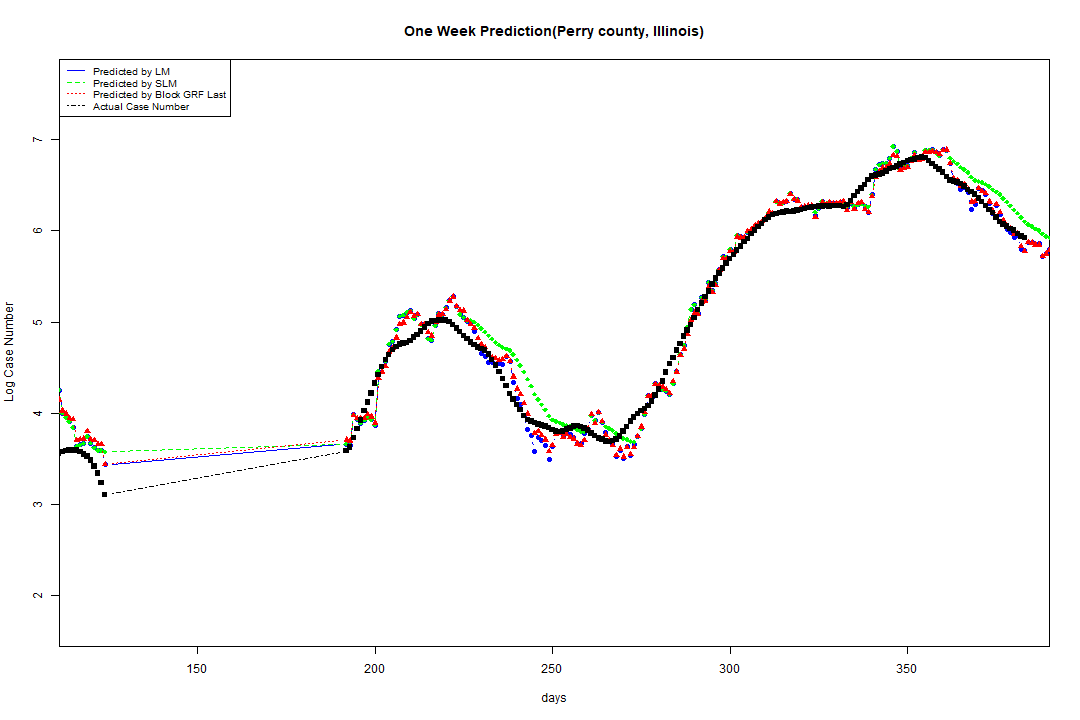 One Week Prediction(Perry county, Illinois)
Predicted by LM
Predicted by SLM
Predicted by Block GRF Last
Actual Case Number
7
6
5
4
3
2
Log Case Number
150 200 250 300 350
days